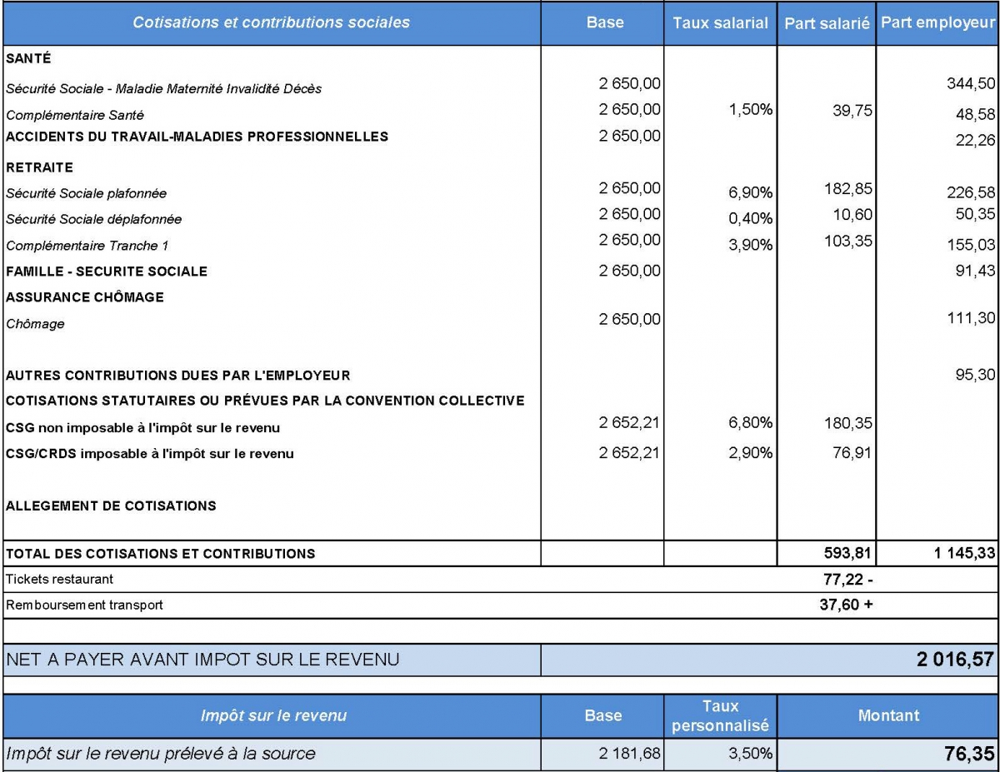 Cotisations et contributions sociales Base Taux salarial Part salarié Part employeur
SANTÉ
Sécurité Sociale - Maladie Maternité Invalidité Décès 2 650,00 344,50
Complémentaire Santé 2 650,00 1,50% 39,75 48,58
ACCIDENTS DU TRAVAIL-MALADIES PROFESSIONNELLES 2 650,00 22,26
RETRAITE
Sécurité Sociale plafonnée 2 650,00 6,90% 182,85 226,58
Sécurité Sociale déplafonnée 2 650,00 0,40% 10,60 50,35
Complémentaire Tranche 1 2 650,00 3,90% 103,35 155,03
FAMILLE - SECURITE SOCIALE 2 650,00 91,43
ASSURANCE CHÔMAGE
Chômage 2 650,00 111,30
AUTRES CONTRIBUTIONS DUES PAR L'EMPLOYEUR 95,30
COTISATIONS STATUTAIRES OU PRÉVUES PAR LA CONVENTION COLLECTIVE
CSG non imposable à l'impôt sur le revenu 2 652,21 6,80% 180,35
CSG/CRDS imposable à l'impôt sur le revenu 2 652,21 2,90% 76,91
ALLEGEMENT DE COTISATIONS
TOTAL DES COTISATIONS ET CONTRIBUTIONS 593,81 1 145,33
Tickets restaurant 77,22 -
Remboursement transport 37,60 +
NET A PAYER AVANT IMPOT SUR LE REVENU 2 016,57
Impôt sur le revenu Base Taux personnalisé Montant
Impôt sur le revenu prélevé à la source 2 181,68 3,50% 76,35